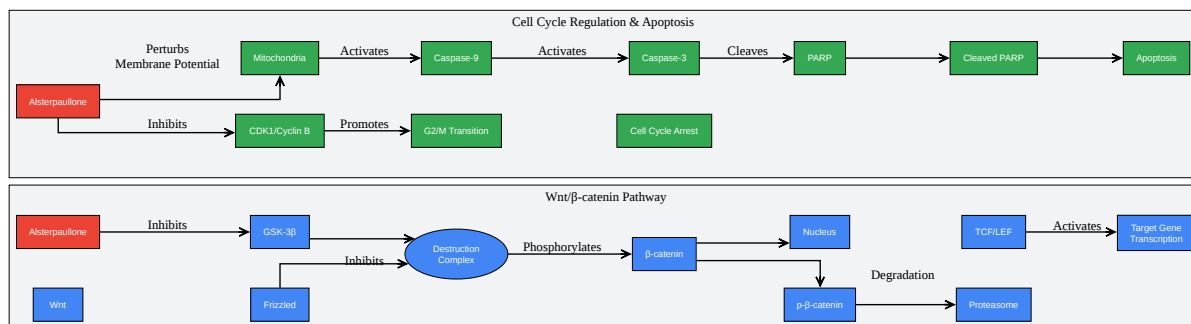 Cell Cycle Regulation & Apoptosis
Perturbs
Membrane Potential
Mitochondria
Activates
Caspase-9
Activates
Caspase-3
Cleaves
PARP
Cleaved PARP
Apoptosis
Alsterpaullone
Inhibits
CDK1/Cyclin B
Promotes
G2/M Transition
Cell Cycle Arrest
Wnt/β-catenin Pathway
Alsterpaullone
Inhibits
GSK-3β
Destruction
Complex
Phosphorylates
β-catenin
Nucleus
TCF/LEF
Activates
Target Gene
Transcription
Inhibits
Degradation
Wnt
Frizzled
p-β-catenin
Proteasome